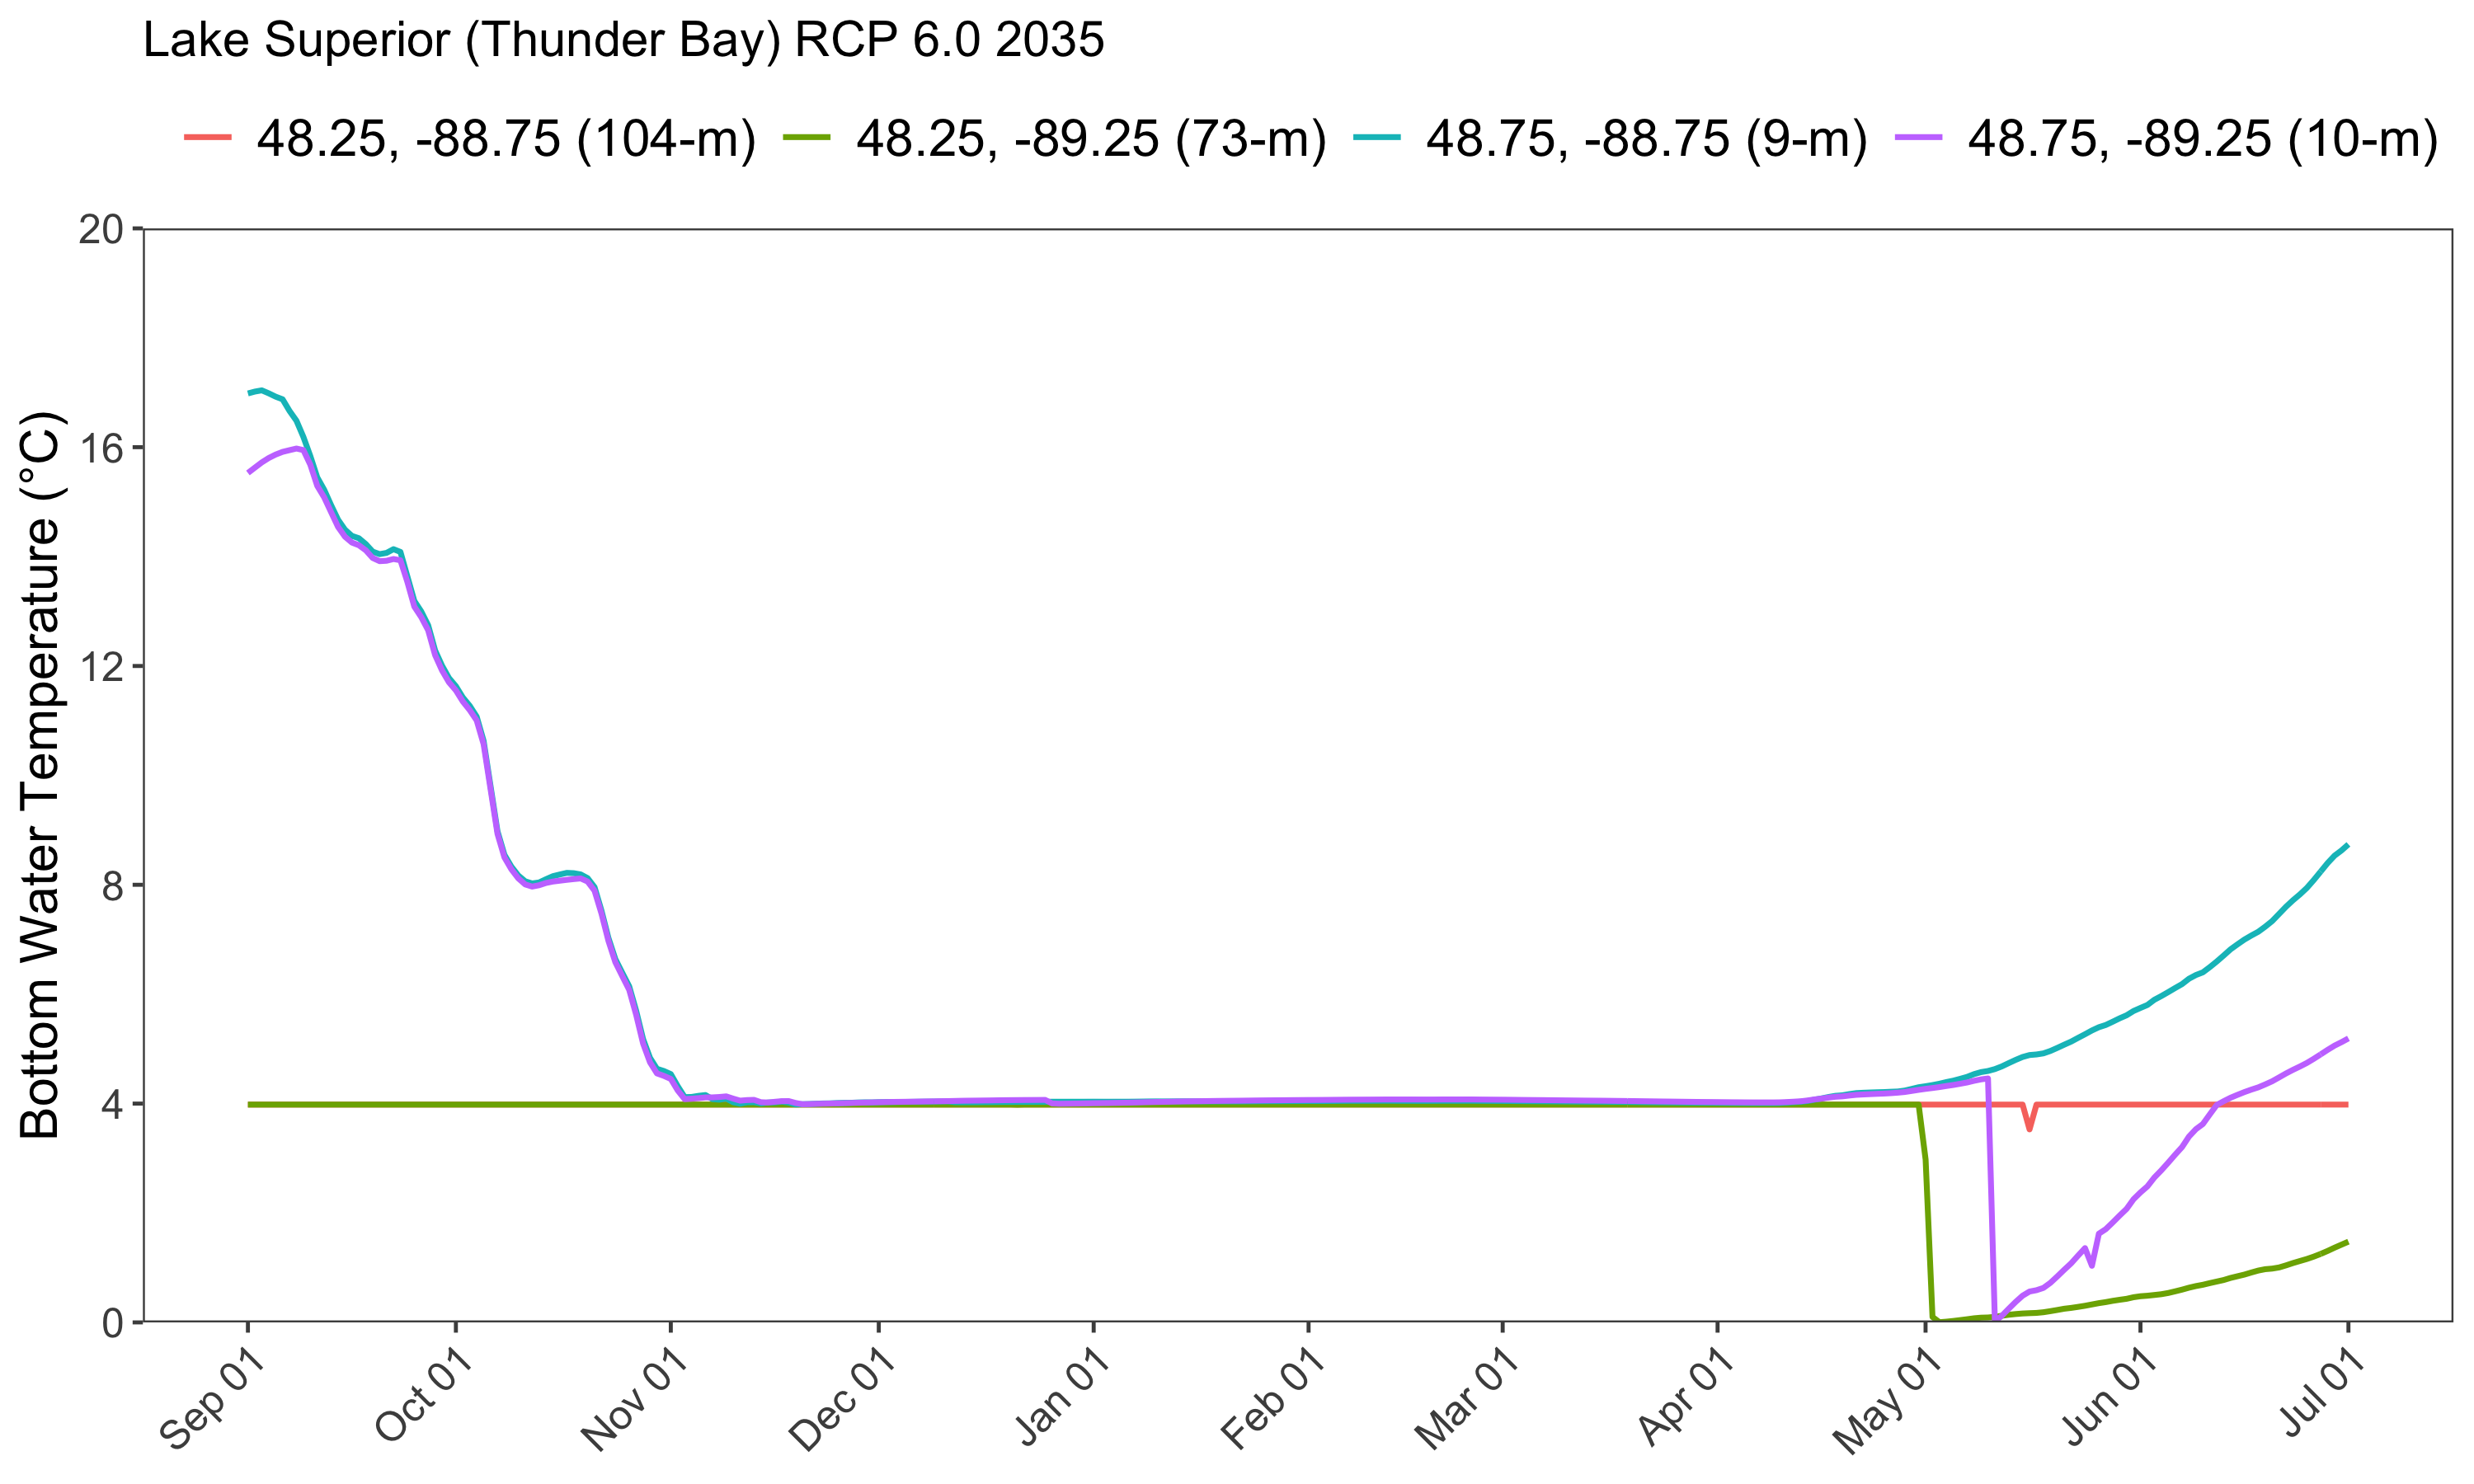 Lake Superior (Thunder Bay) RCP 6.0 2035
48.25, -88.75 (104-m) 48.25, -89.25 (73-m) 48.75, -88.75 (9-m) 48.75, -89.25 (10-m)
Bottom Water Temperature (°C)
20
16
12
8
4
0
Sep 01 Oct 01 Nov 01 Dec 01 Jan 01 Feb 01 Mar 01 Apr 01 May 01 Jun 01 Jul 01